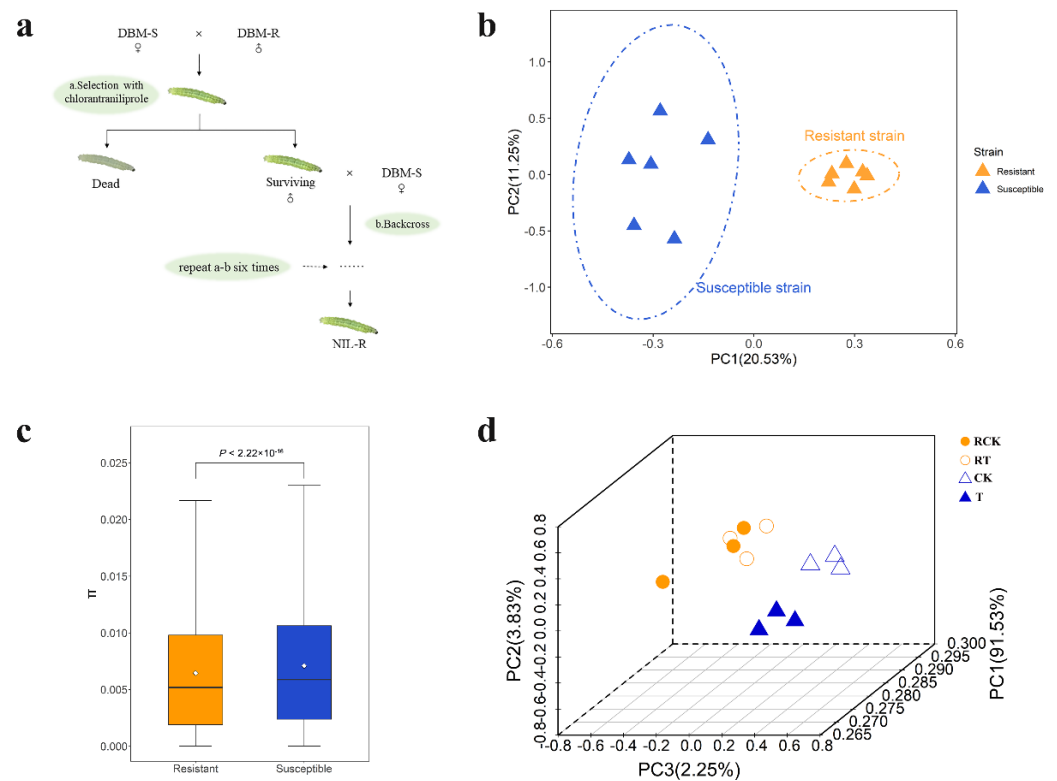 a
DBM-S × DBM-R
♀ ♂
a.Selection with
chlorantraniliprole
Dead
Surviving × DBM-S
♂ ♀
b.Backcross
repeat a-b six times
NIL-R
b
1.0
0.5
0.0
-0.5
-1.0
PC2(11.25%)
Resistant strain
Susceptible strain
-0.6 -0.3 0.0 0.3 0.6
PC1(20.53%)
Strain
Resistant
Susceptible
c
P < 2.22×10⁻¹⁶
0.025
0.020
0.015
0.010
0.005
0.000
π
Resistant Susceptible
d
RCK
RT
CK
T
PC2(3.83%)
-0.8 -0.6 -0.4 -0.2 0.0 0.2 0.4 0.6 0.8
-0.8 -0.6 -0.4 -0.2 0.0 0.2 0.4 0.6 0.8
PC3(2.25%)
0.265 0.270 0.275 0.280 0.285 0.290 0.295 0.300
PC1(91.53%)